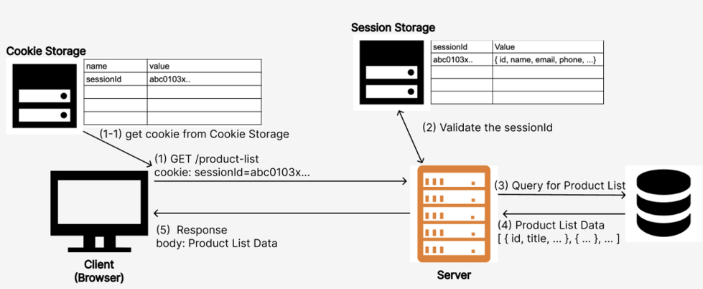 Session Storage
Cookie Storage
sessionId Value
abc0103x.. { id, name, email, phone, ...}
name value
sessionId abc0103x..
(1-1) get cookie from Cookie Storage
(2) Validate the sessionId
(1) GET /product-list
cookie: sessionId=abc0103x...
(3) Query for Product List
(4) Product List Data
[ { id, title, ... }, { ... }, ... ]
(5) Response
body: Product List Data
Client
(Browser)
Server